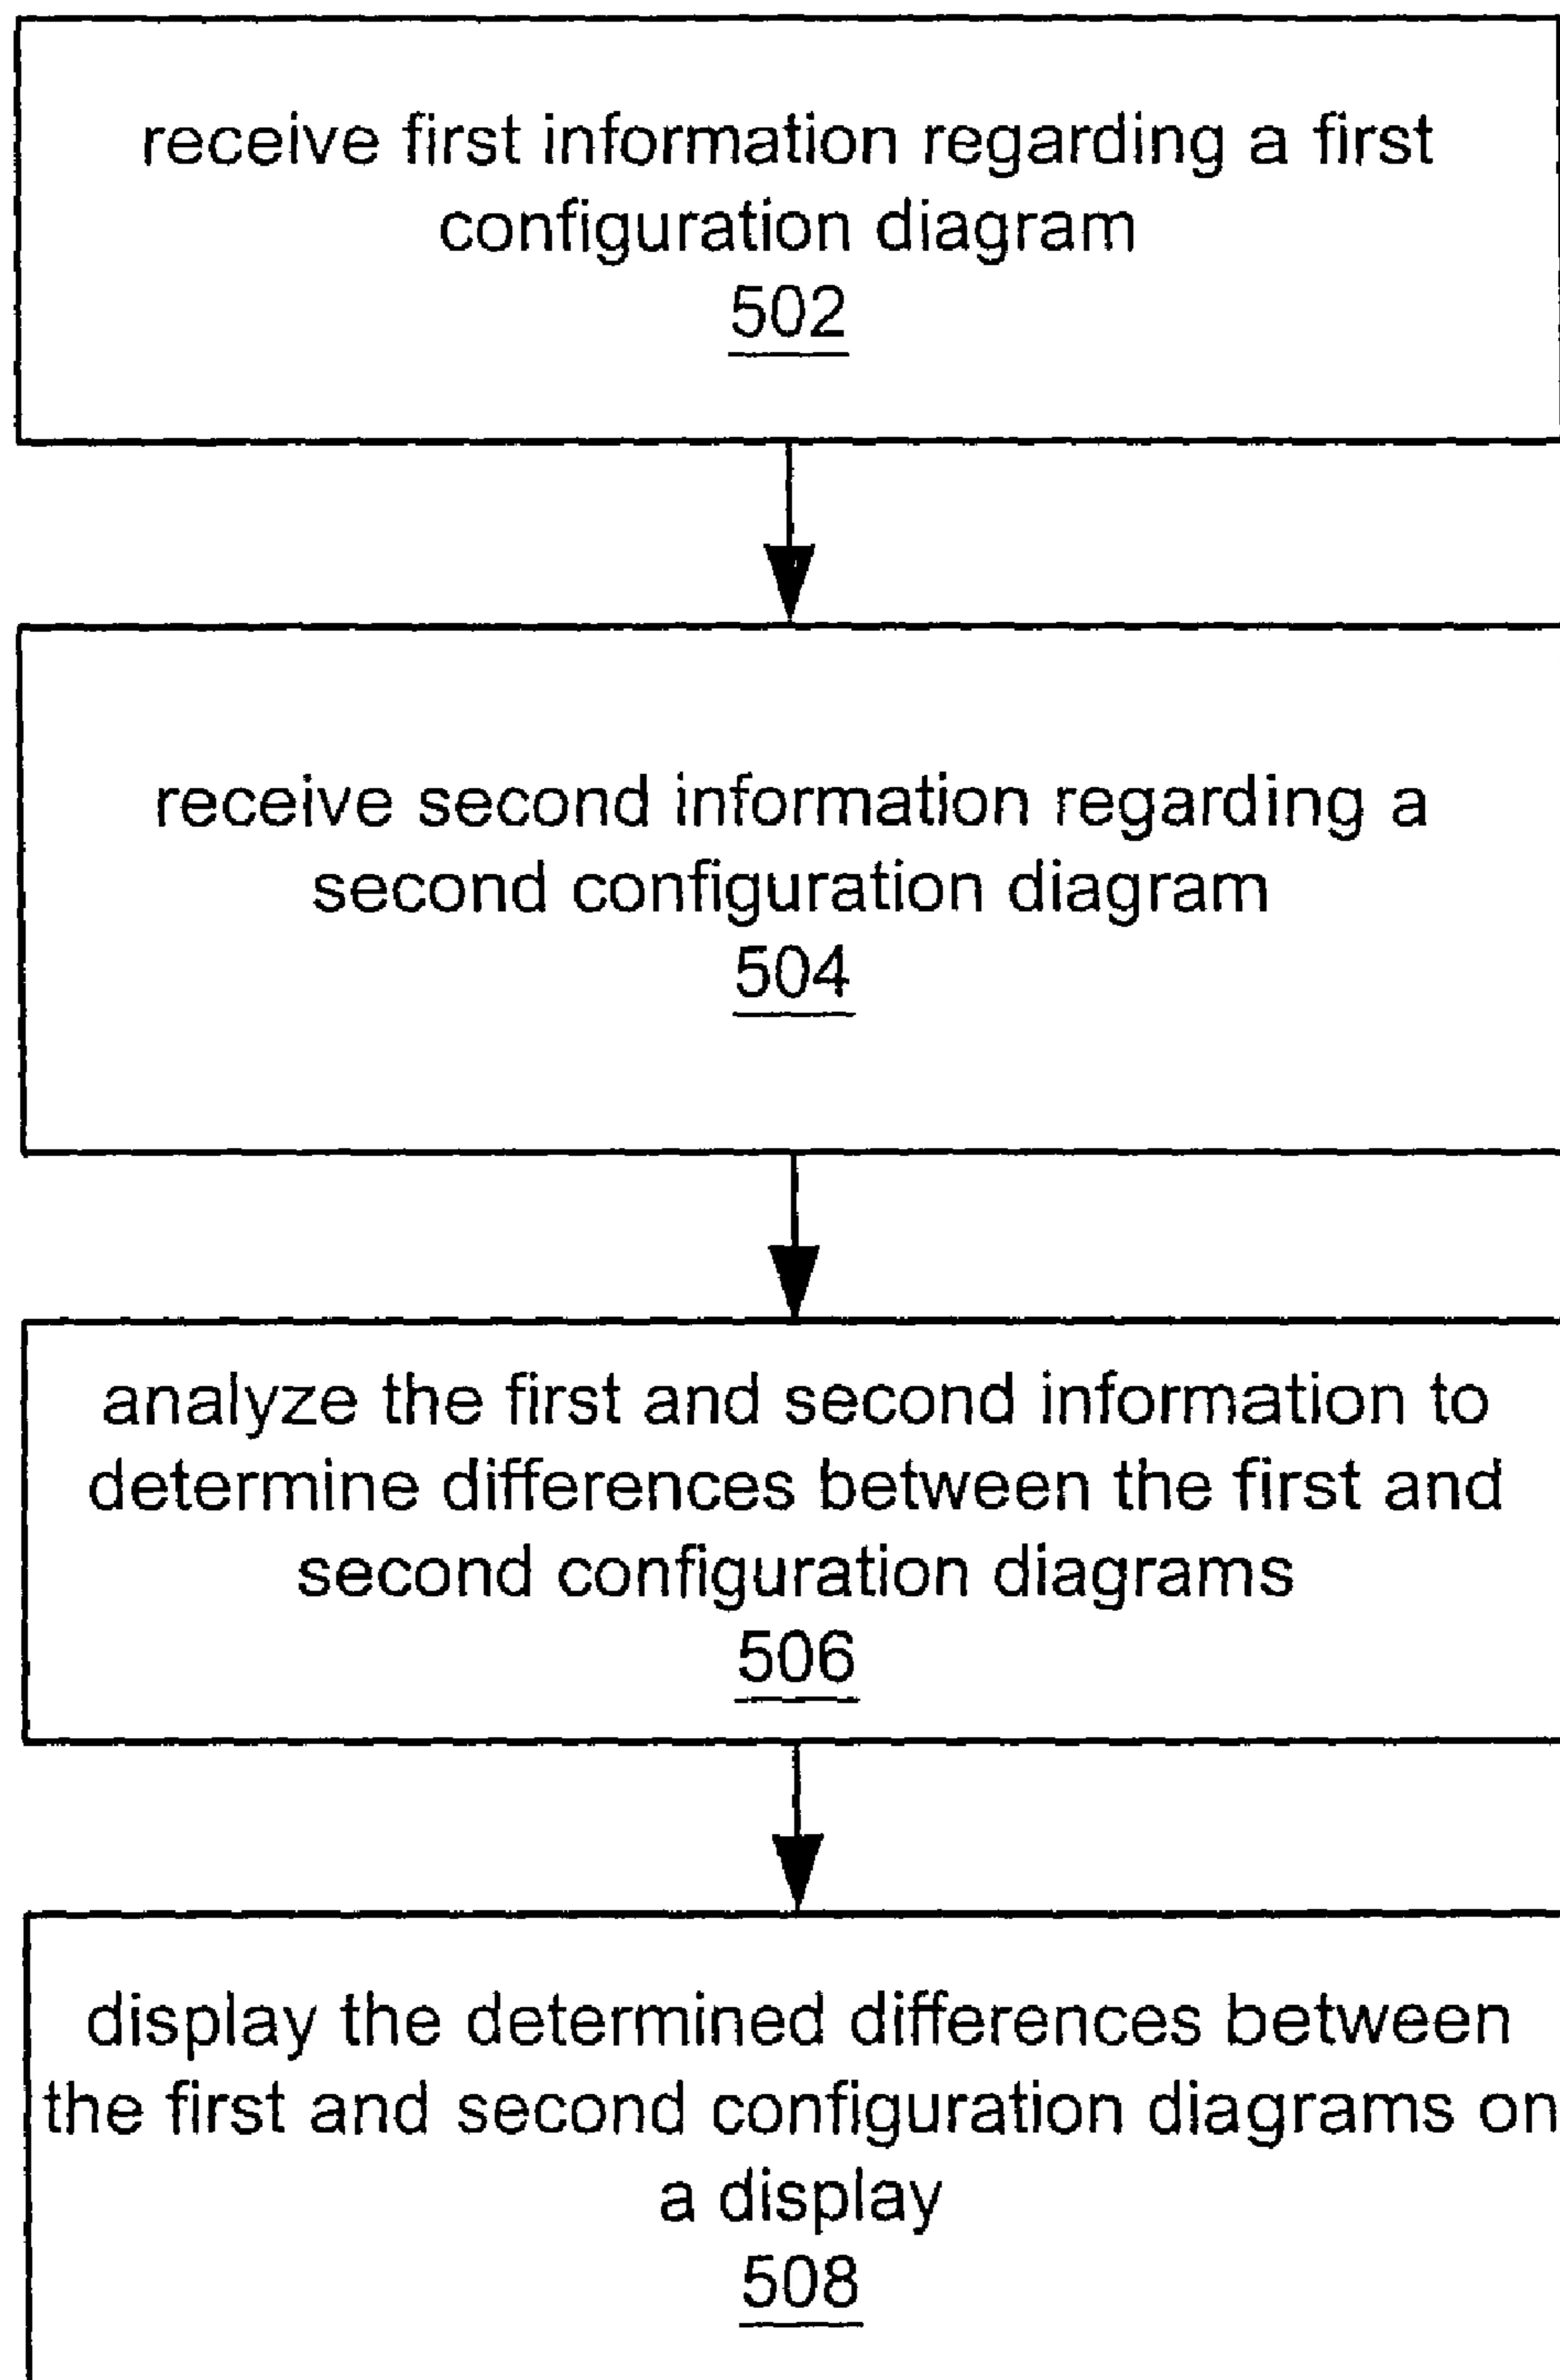 receive first information regarding a first
configuration diagram
502
receive second information regarding a
second configuration diagram
504
analyze the first and second information to
determine differences between the first and
second configuration diagrams
506
display the determined differences between
the first and second configuration diagrams on
a display
508